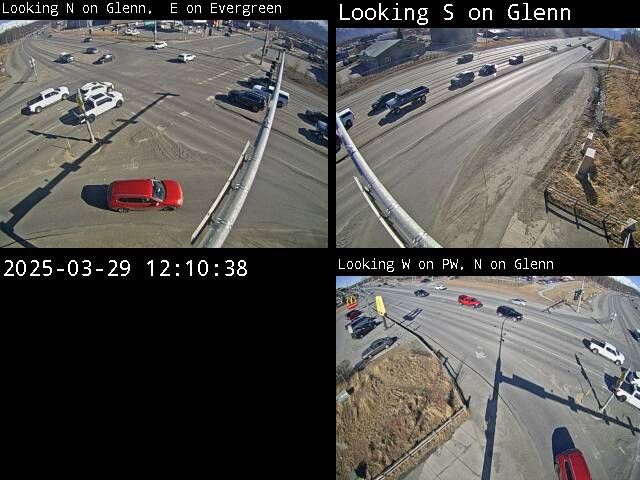 Looking N on Glenn,  E on Evergreen
Looking S on Glenn
2025-03-29 12:10:38
Looking W on PW, N on Glenn